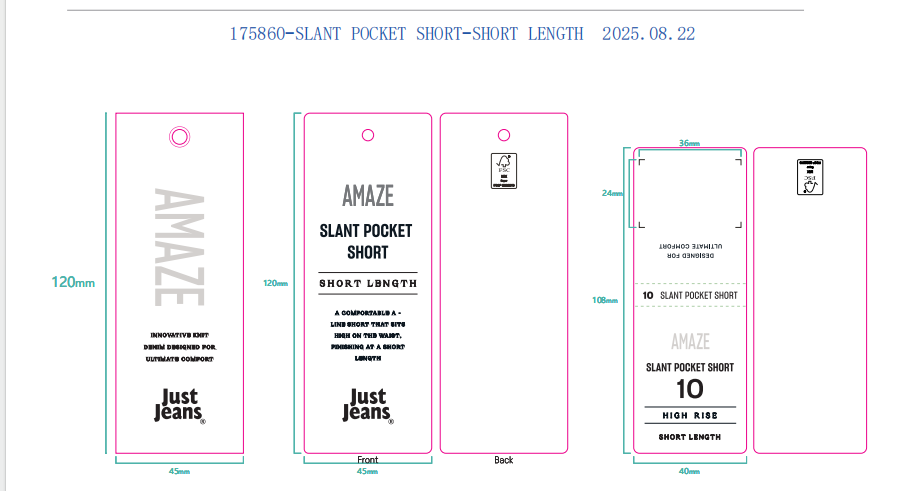 175860-SLANT POCKET SHORT-SHORT LENGTH 2025.08.22
120mm
AMAZE
INNOVATIVE KNIT
DENIM DESIGNED FOR
ULTIMATE COMFORT
Just
Jeans®
45mm
120mm
AMAZE
SLANT POCKET
SHORT
SHORT LENGTH
A COMFORTABLE A -
LINE SHORT THAT SITS
HIGH ON THE WAIST,
FINISHING AT A SHORT
LENGTH
Just
Jeans®
Front
45mm
FSC
Back
36mm
24mm
108mm
DESIGNED FOR
ULTIMATE COMFORT
10 SLANT POCKET SHORT
AMAZE
SLANT POCKET SHORT
10
HIGH RISE
SHORT LENGTH
40mm
FSC